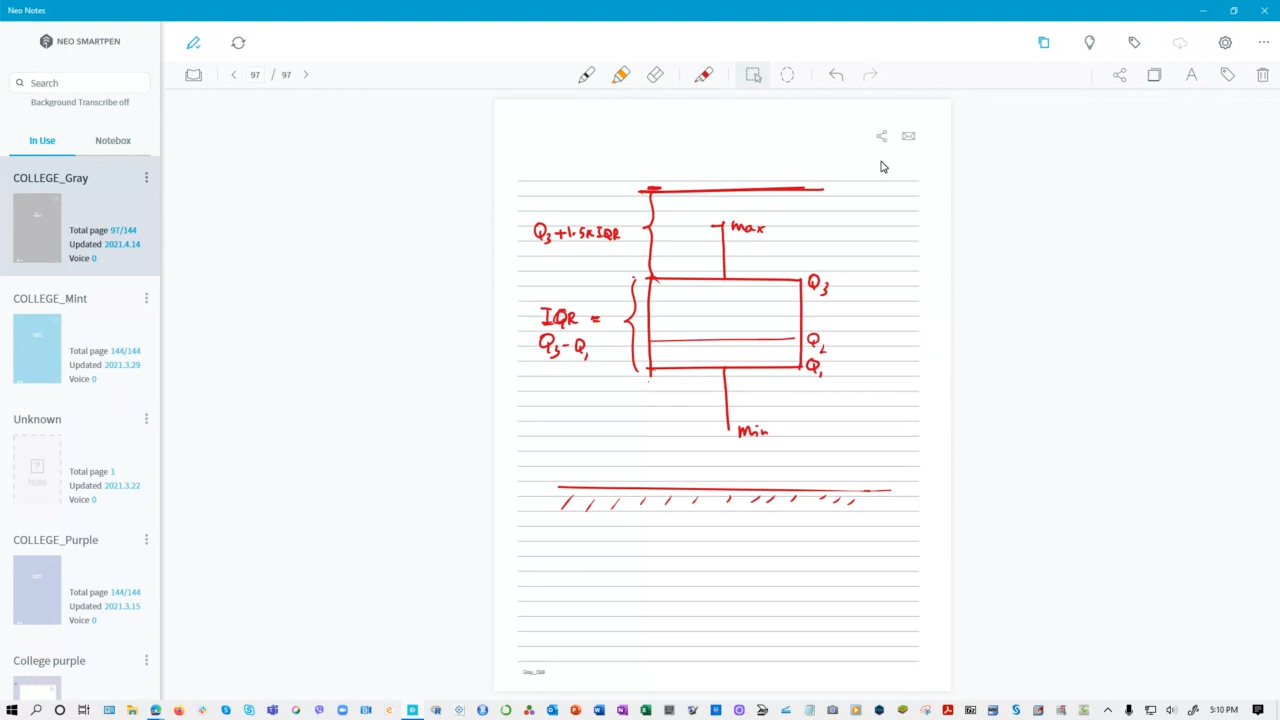 Neo Notes
NEO SMARTPEN
Search
Background Transcribe off
In Use
Notebox
COLLEGE_Gray
Total page 97/144
Updated 2021.4.14
Voice 0
COLLEGE_Mint
Total page 144/144
Updated 2021.3.29
Voice 0
Unknown
?
Note
Total page 1
Updated 2021.3.22
Voice 0
COLLEGE_Purple
Total page 144/144
Updated 2021.3.15
Voice 0
College purple
97 / 97
Q3+1.5xIQR
max
Q3
IQR =
Q3-Q1
Q2
Q1
Min
5:10 PM